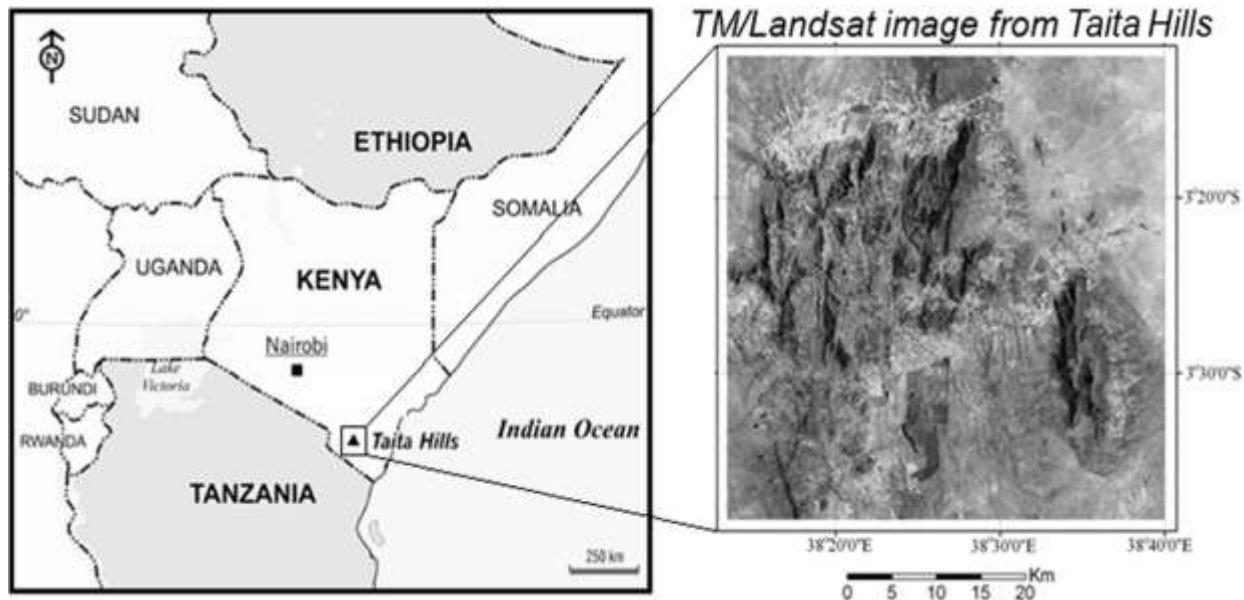 TM/Landsat image from Taita Hills
N
SUDAN
ETHIOPIA
SOMALIA
UGANDA
KENYA
0°
Equator
Nairobi
Lake
Victoria
BURUNDI
RWANDA
Taita Hills
Indian Ocean
TANZANIA
250 km
3°20'0"S
3°30'0"S
38°20'0"E
38°30'0"E
38°40'0"E
Km
0 5 10 15 20